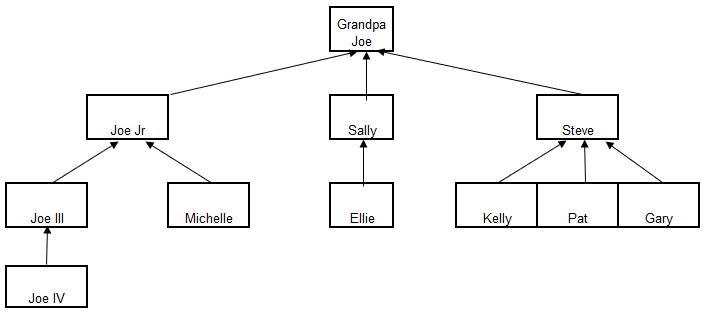 Grandpa
Joe
Joe Jr
Sally
Steve
Joe III
Michelle
Ellie
Kelly
Pat
Gary
Joe IV